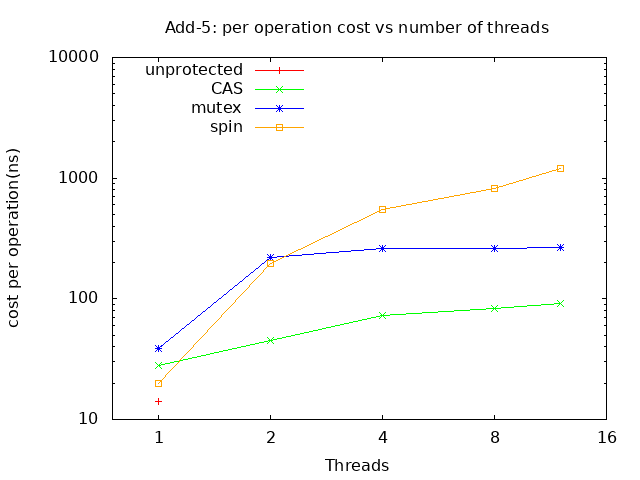 Add-5: per operation cost vs number of threads
10000
1000
100
10
cost per operation(ns)
unprotected
CAS
mutex
spin
1 2 4 8 16
Threads